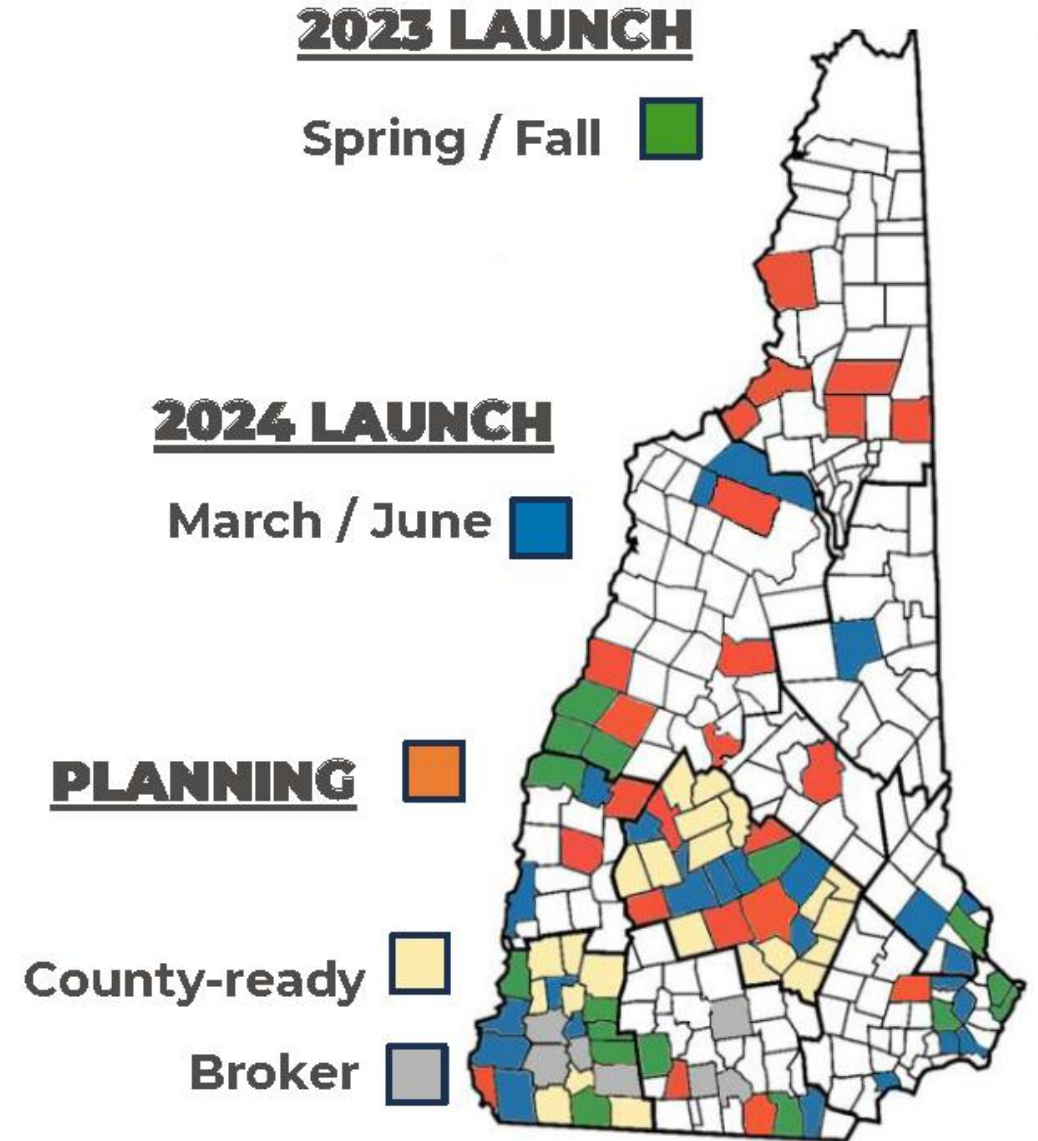 2023 LAUNCH
Spring / Fall
2024 LAUNCH
March / June
PLANNING
County-ready
Broker